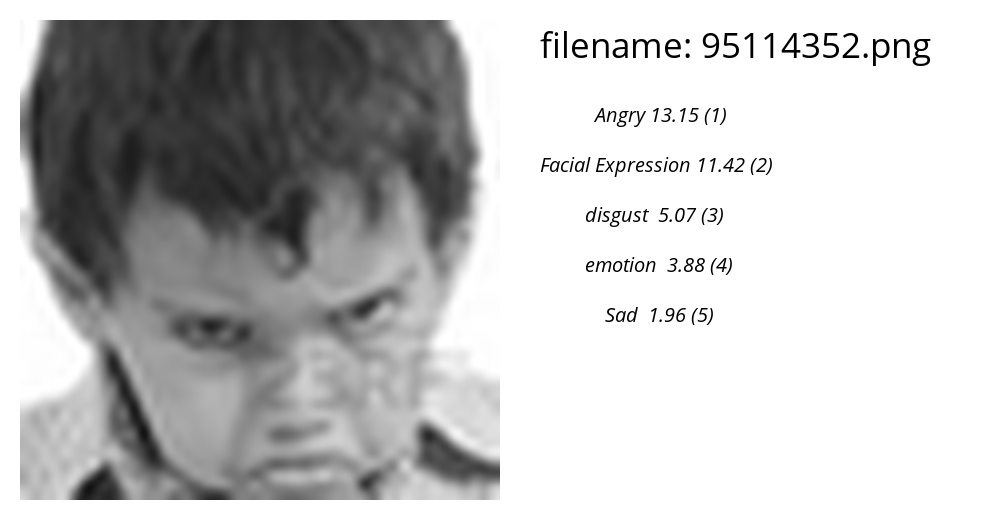 filename: 95114352.png
Angry 13.15 (1)
Facial Expression 11.42 (2)
disgust 5.07 (3)
emotion 3.88 (4)
Sad 1.96 (5)